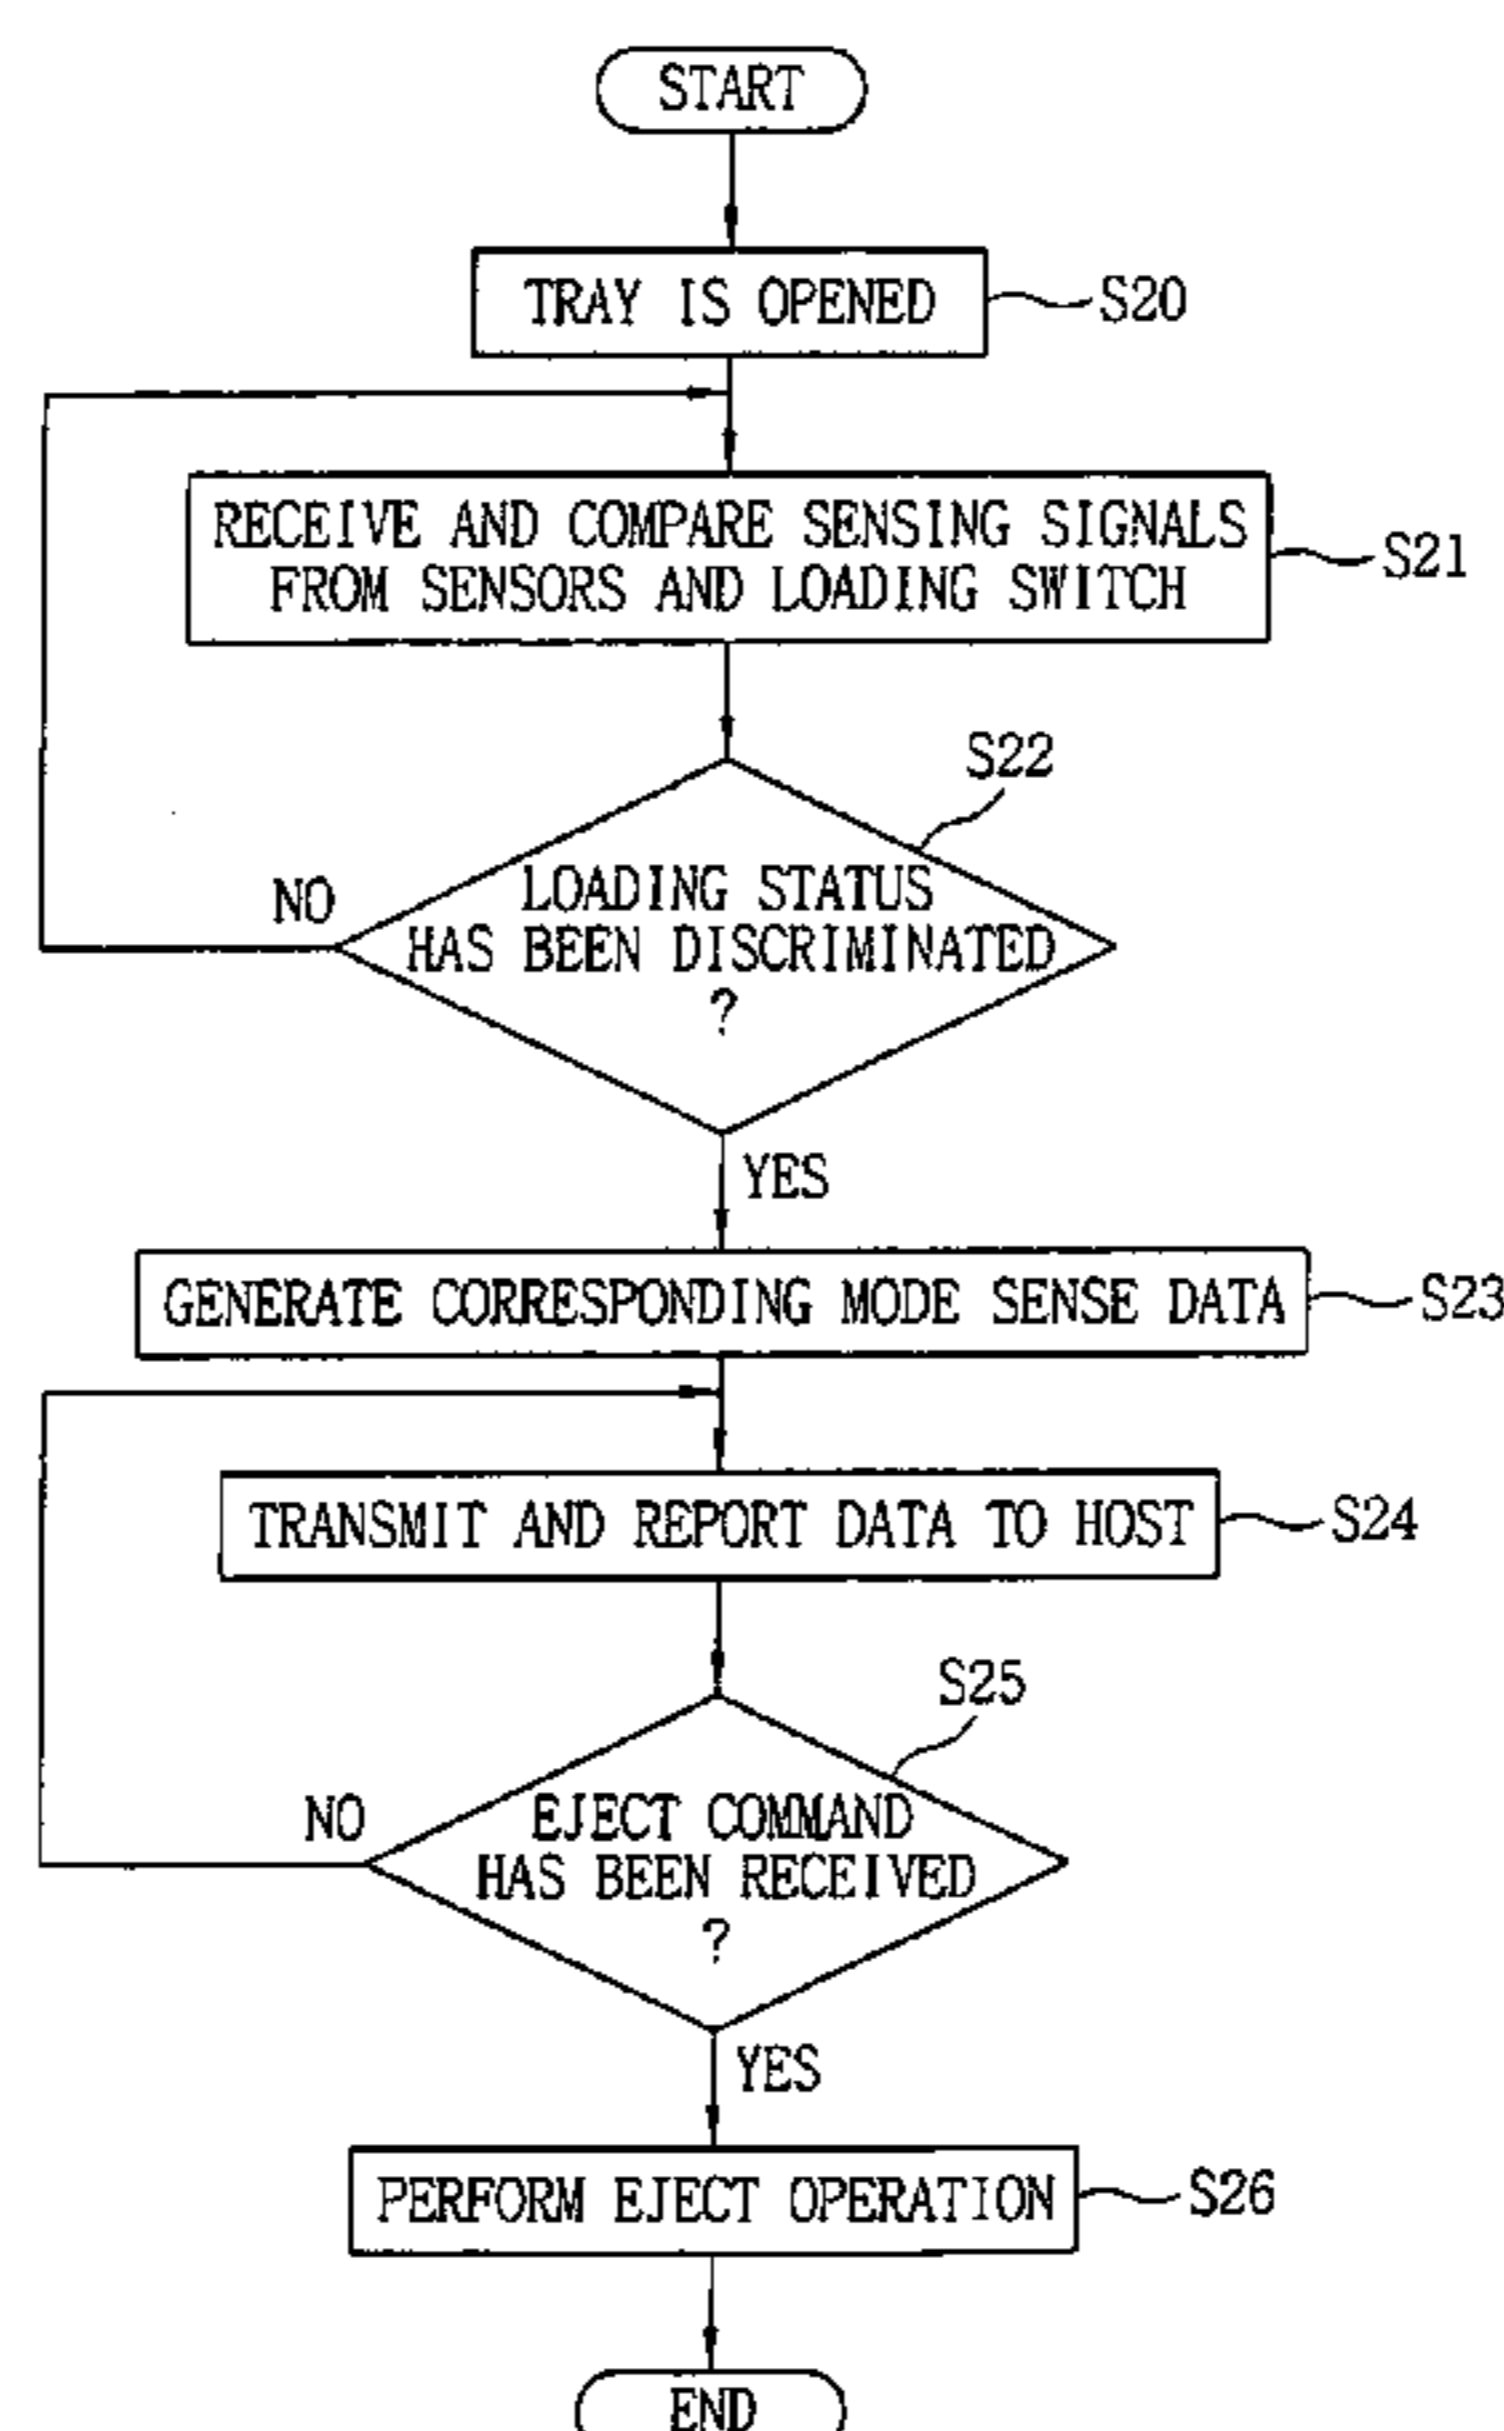 START
TRAY IS OPENED
S20
RECEIVE AND COMPARE SENSING SIGNALS
FROM SENSORS AND LOADING SWITCH
S21
S22
LOADING STATUS
HAS BEEN DISCRIMINATED
?
NO
YES
GENERATE CORRESPONDING MODE SENSE DATA
S23
TRANSMIT AND REPORT DATA TO HOST
S24
S25
EJECT COMMAND
HAS BEEN RECEIVED
?
NO
YES
PERFORM EJECT OPERATION
S26
END